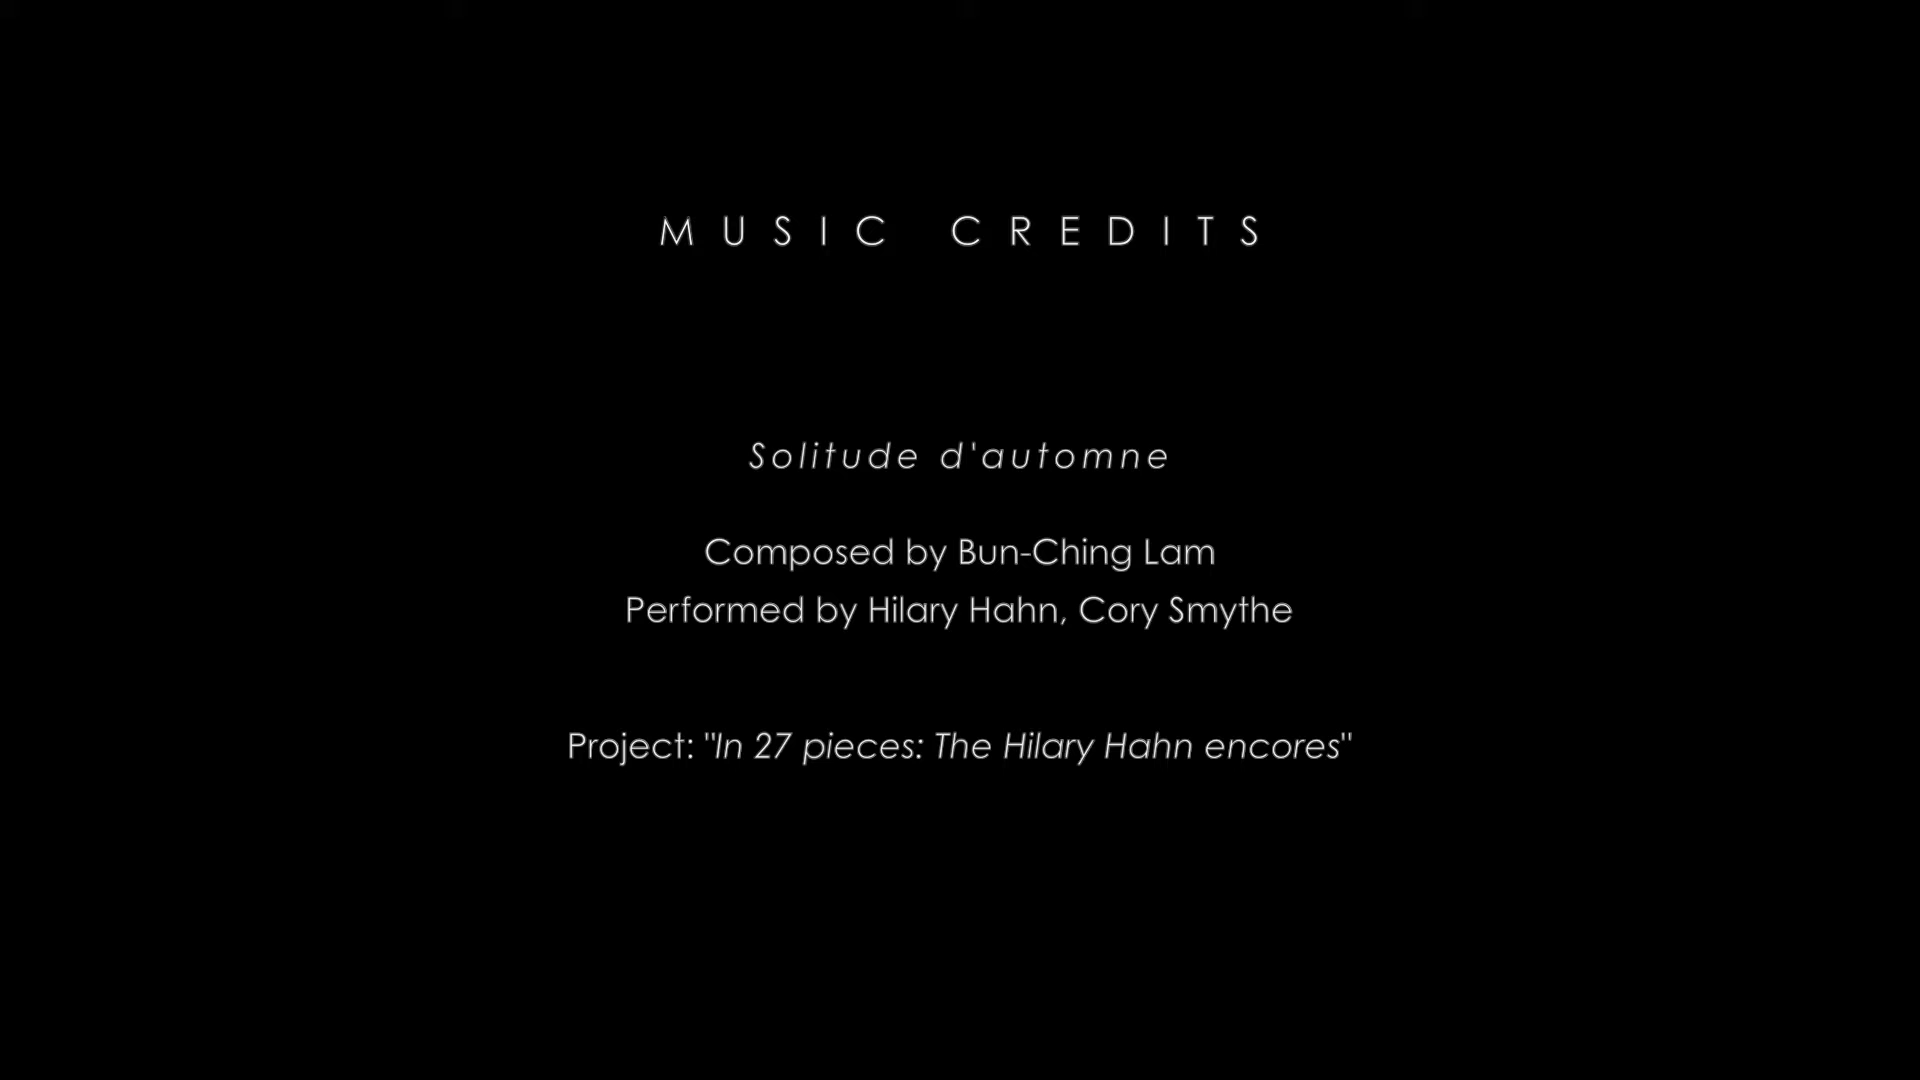 MUSIC CREDITS
Solitude d'automne
Composed by Bun-Ching Lam
Performed by Hilary Hahn, Cory Smythe
Project: "In 27 pieces: The Hilary Hahn encores"